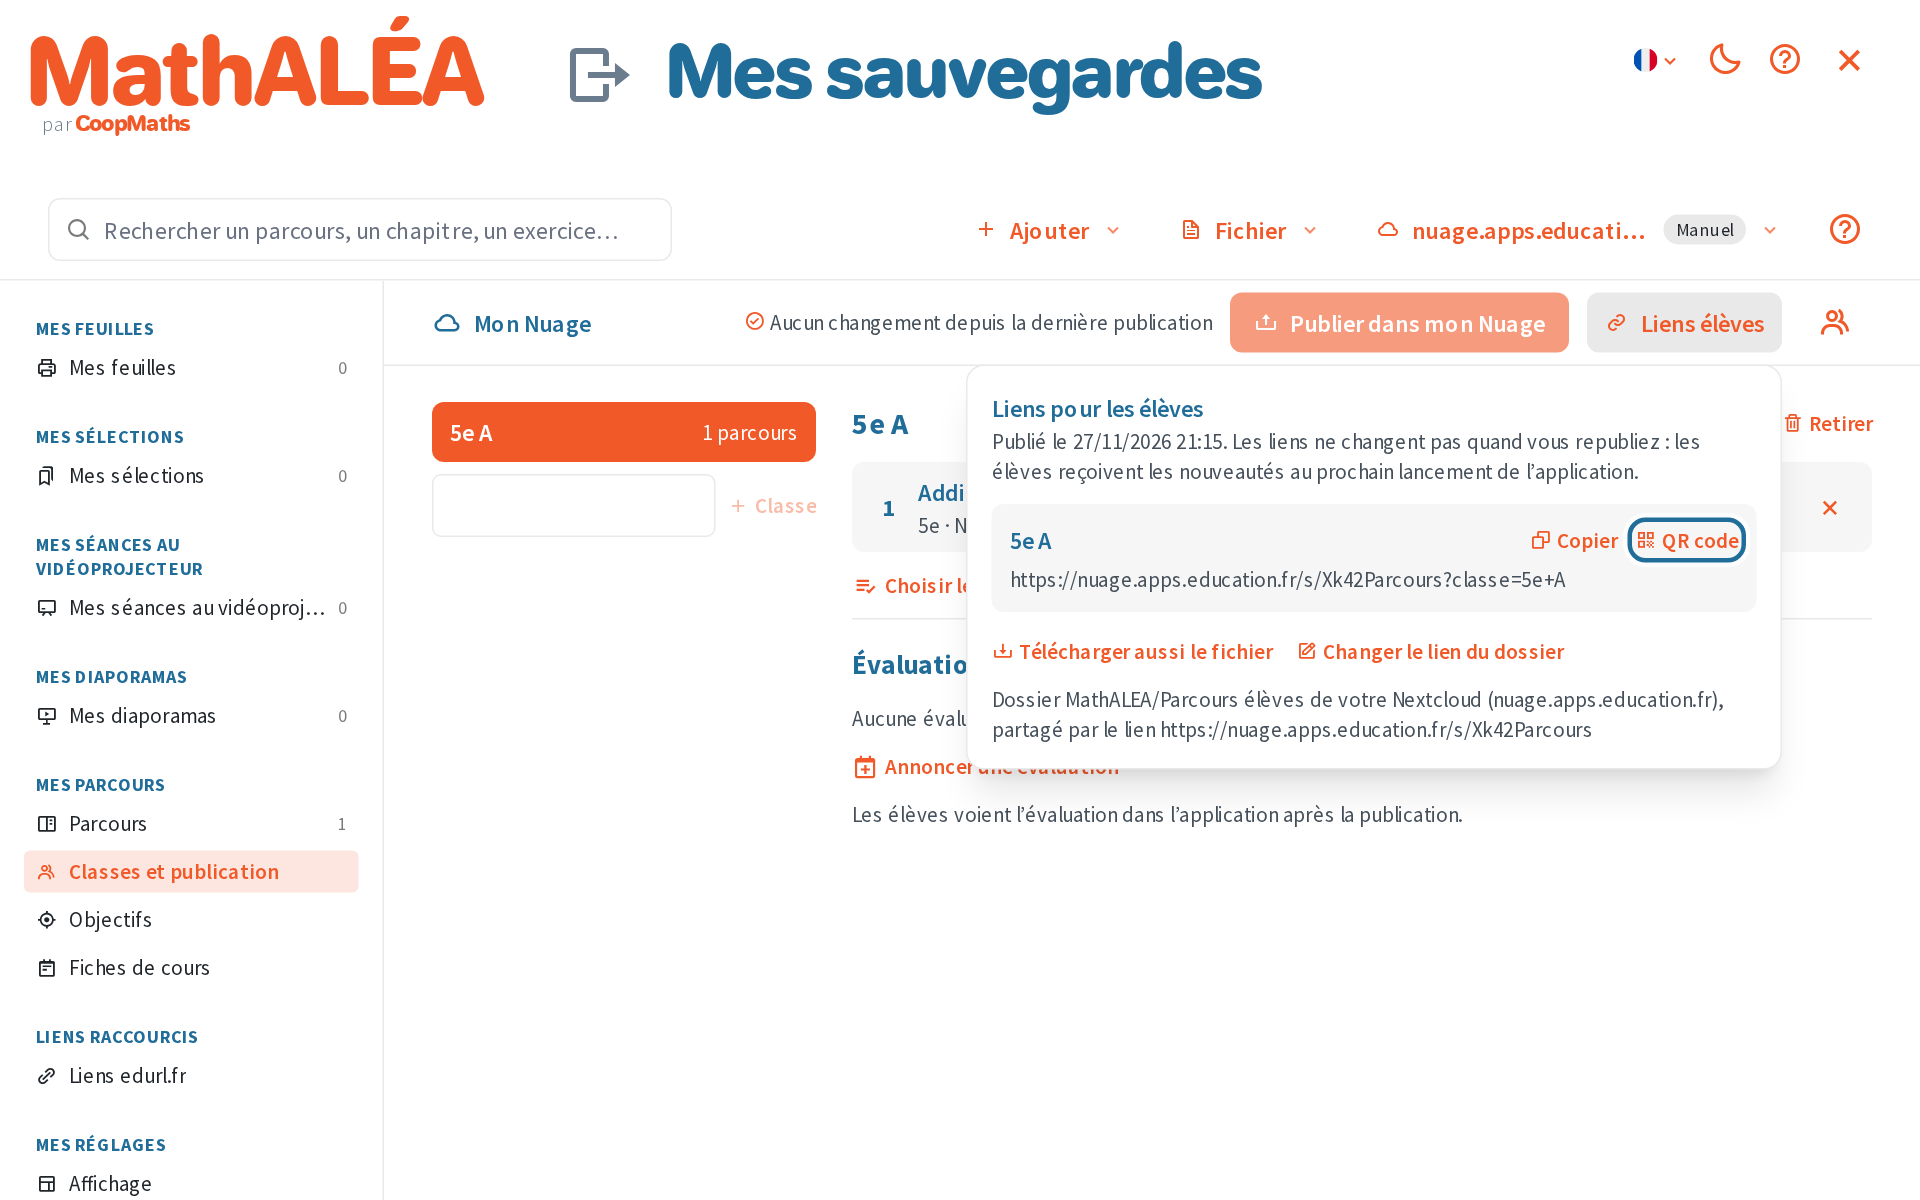 MathALÉA
par CoopMaths
Mes sauvegardes
Rechercher un parcours, un chapitre, un exercice…
Ajouter
Fichier
nuage.apps.educati…
Manuel
MES FEUILLES
Mes feuilles 0
MES SÉLECTIONS
Mes sélections 0
MES SÉANCES AU
VIDÉOPROJECTEUR
Mes séances au vidéoproj… 0
MES DIAPORAMAS
Mes diaporamas 0
MES PARCOURS
Parcours 1
Classes et publication
Objectifs
Fiches de cours
LIENS RACCOURCIS
Liens edurl.fr
MES RÉGLAGES
Affichage
Mon Nuage
Aucun changement depuis la dernière publication
Publier dans mon Nuage
Liens élèves
5e A 1 parcours
+ Classe
5e A
Retirer
1 Addi
5e · N
Choisir le
Évaluatio
Aucune évalu
Annoncer une évaluation
Les élèves voient l’évaluation dans l’application après la publication.
Liens pour les élèves
Publié le 27/11/2026 21:15. Les liens ne changent pas quand vous republiez : les
élèves reçoivent les nouveautés au prochain lancement de l’application.
5e A
Copier
QR code
https://nuage.apps.education.fr/s/Xk42Parcours?classe=5e+A
Télécharger aussi le fichier
Changer le lien du dossier
Dossier MathALEA/Parcours élèves de votre Nextcloud (nuage.apps.education.fr),
partagé par le lien https://nuage.apps.education.fr/s/Xk42Parcours